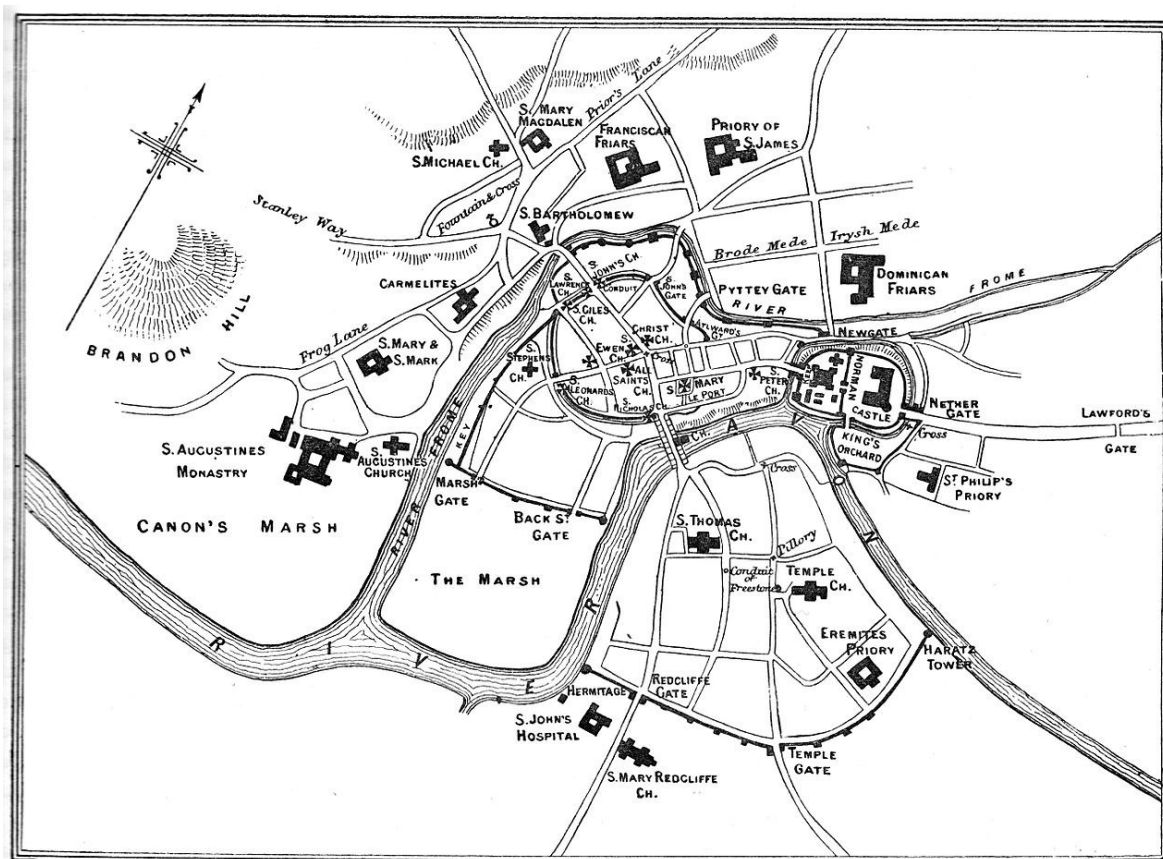 S. MARY
MAGDALEN
Prior's Lane
S. MICHAEL CH.
FRANCISCAN
FRIARS
PRIORY OF
S. JAMES
Fountain & Cross
Stanley Way
S. BARTHOLOMEW
Brode Mede
Irysh Mede
S. JOHN'S CH.
CONDUIT
S. LAWRENCE
CH.
S. JOHN'S
GATE
PYTTEY GATE
RIVER
FROME
DOMINICAN
FRIARS
CARMELITES
S. GILES
CH.
AYLWARD'S
GT
NEWGATE
BRANDON
HILL
Frog Lane
S. MARY &
S. MARK
CHRIST
CH.
S. EWEN
CH.
Cross
S. STEPHENS
CH.
ALL
SAINTS
CH.
S. LEONARDS
CH.
S. MARY
LE PORT
S. PETER
CH.
S. NICHOLAS CH.
KEEP
NORMAN
CASTLE
NETHER
GATE
KING'S
ORCHARD
Cross
LAWFORD'S
GATE
S. AUGUSTINES
MONASTRY
S. AUGUSTINES
CHURCH
RIVER FROME
KEY
CH.
MARSH
GATE
BACK ST.
GATE
Cross
ST. PHILIP'S
PRIORY
CANON'S MARSH
THE MARSH
S. THOMAS
CH.
Pillory
Conduit
of
Freestone
TEMPLE
CH.
EREMITES
PRIORY
HARATZ
TOWER
RIVER AVON
HERMITAGE
REDCLIFFE
GATE
S. JOHN'S
HOSPITAL
S. MARY REDCLIFFE
CH.
TEMPLE
GATE